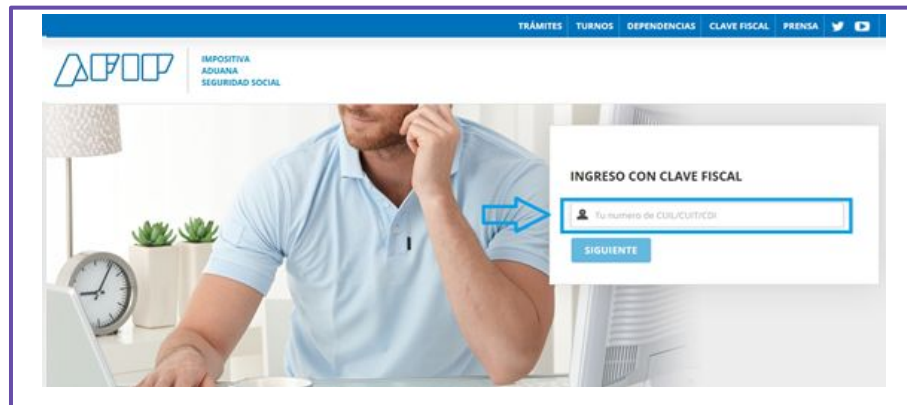 TRÁMITES TURNOS DEPENDENCIAS CLAVE FISCAL PRENSA
AFIP
IMPOSITIVA
ADUANA
SEGURIDAD SOCIAL
INGRESO CON CLAVE FISCAL
Tu numero de CUIL/CUIT/CDI
SIGUIENTE